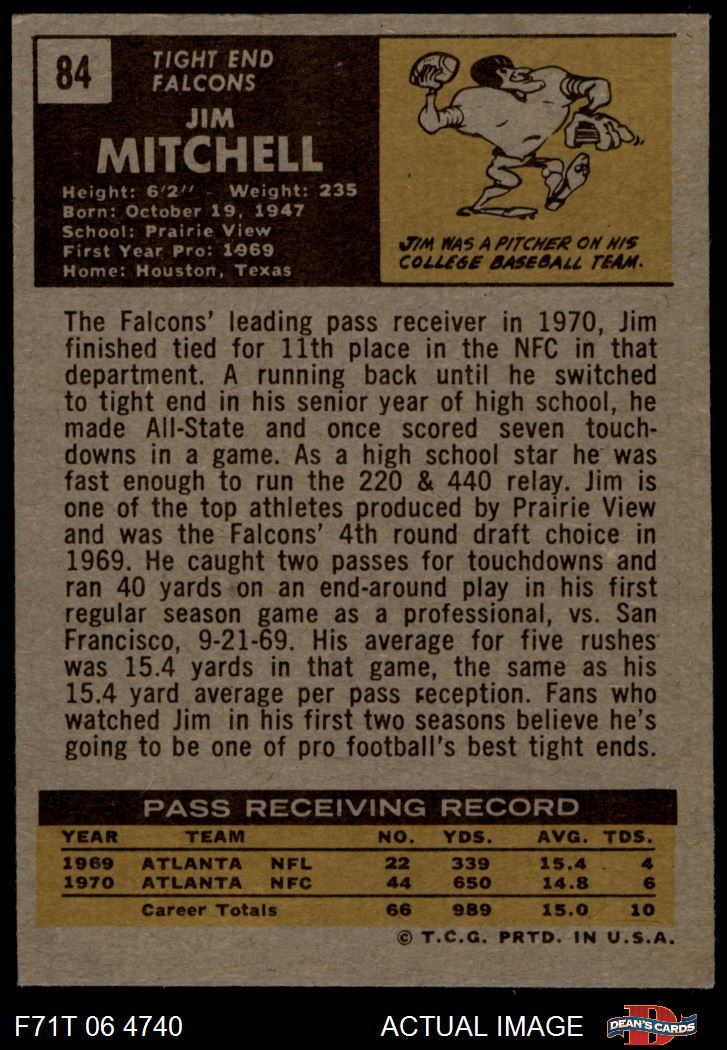 84
TIGHT END
FALCONS
JIM
MITCHELL
Height: 6'2" - Weight: 235
Born: October 19, 1947
School: Prairie View
First Year Pro: 1969
Home: Houston, Texas
JIM WAS A PITCHER ON HIS
COLLEGE BASEBALL TEAM.
The Falcons' leading pass receiver in 1970, Jim
finished tied for 11th place in the NFC in that
department. A running back until he switched
to tight end in his senior year of high school, he
made All-State and once scored seven touch-
downs in a game. As a high school star he was
fast enough to run the 220 & 440 relay. Jim is
one of the top athletes produced by Prairie View
and was the Falcons' 4th round draft choice in
1969. He caught two passes for touchdowns and
ran 40 yards on an end-around play in his first
regular season game as a professional, vs. San
Francisco, 9-21-69. His average for five rushes
was 15.4 yards in that game, the same as his
15.4 yard average per pass reception. Fans who
watched Jim in his first two seasons believe he's
going to be one of pro football's best tight ends.
PASS RECEIVING RECORD
YEAR TEAM NO. YDS. AVG. TDS.
1969 ATLANTA NFL 22 339 15.4 4
1970 ATLANTA NFC 44 650 14.8 6
Career Totals 66 989 15.0 10
© T.C.G. PRTD. IN U.S.A.
F71T 06 4740 ACTUAL IMAGE D DEAN'S CARDS